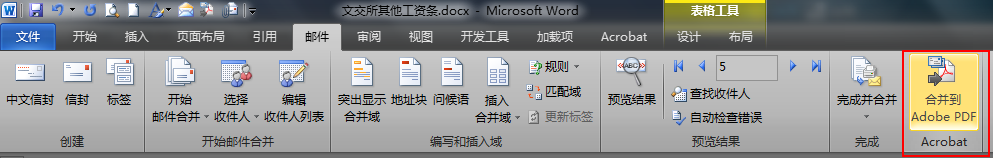 文交所其他工资条.docx - Microsoft Word
表格工具
文件 开始 插入 页面布局 引用 邮件 审阅 视图 开发工具 加载项 Acrobat 设计 布局
中文信封 信封 标签
开始
邮件合并
选择
收件人
编辑
收件人列表
突出显示
合并域
地址块 问候语
插入
合并域
规则
匹配域
更新标签
«ABC»
预览结果
5
查找收件人
自动检查错误
完成并合并
合并到
Adobe PDF
创建 开始邮件合并 编写和插入域 预览结果 完成 Acrobat